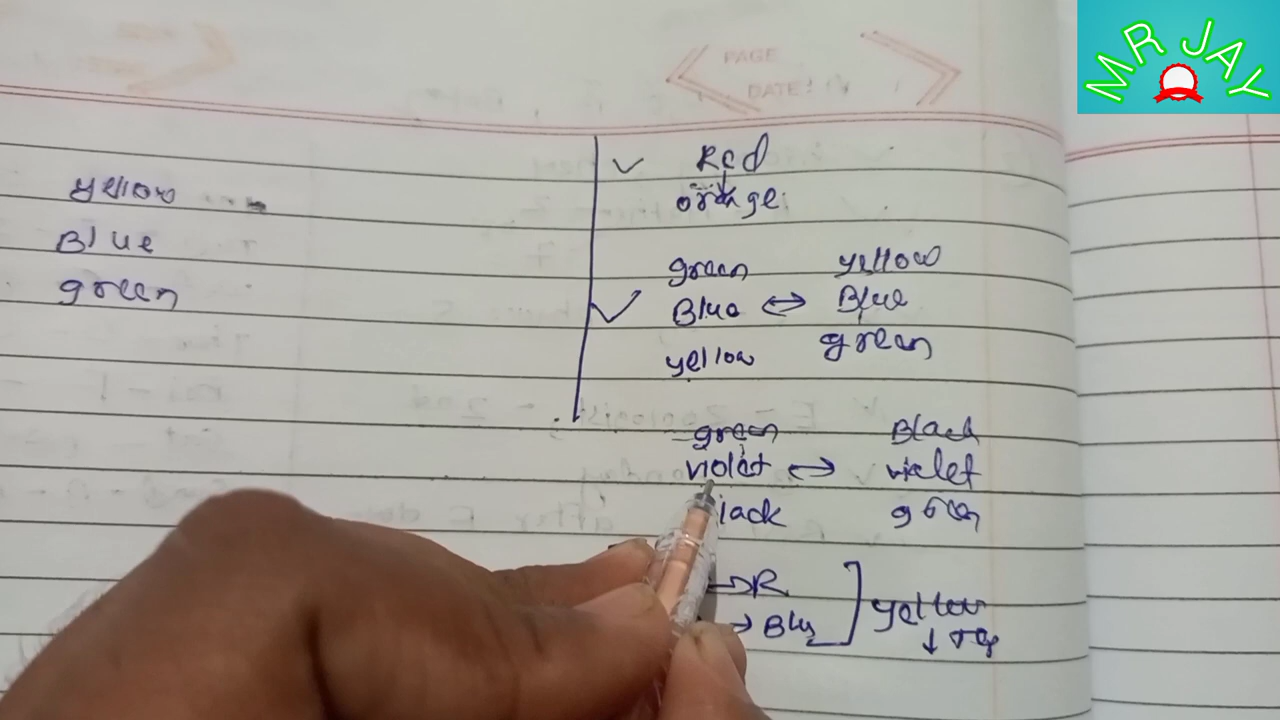 MR JAY
PAGE
DATE:
yellow
Blue
green
Red
orange
green yellow
Blue ↔ Blue
yellow green
green Black
violet ↔ violet
lack green
→ R
→ Blu
yellow
↓